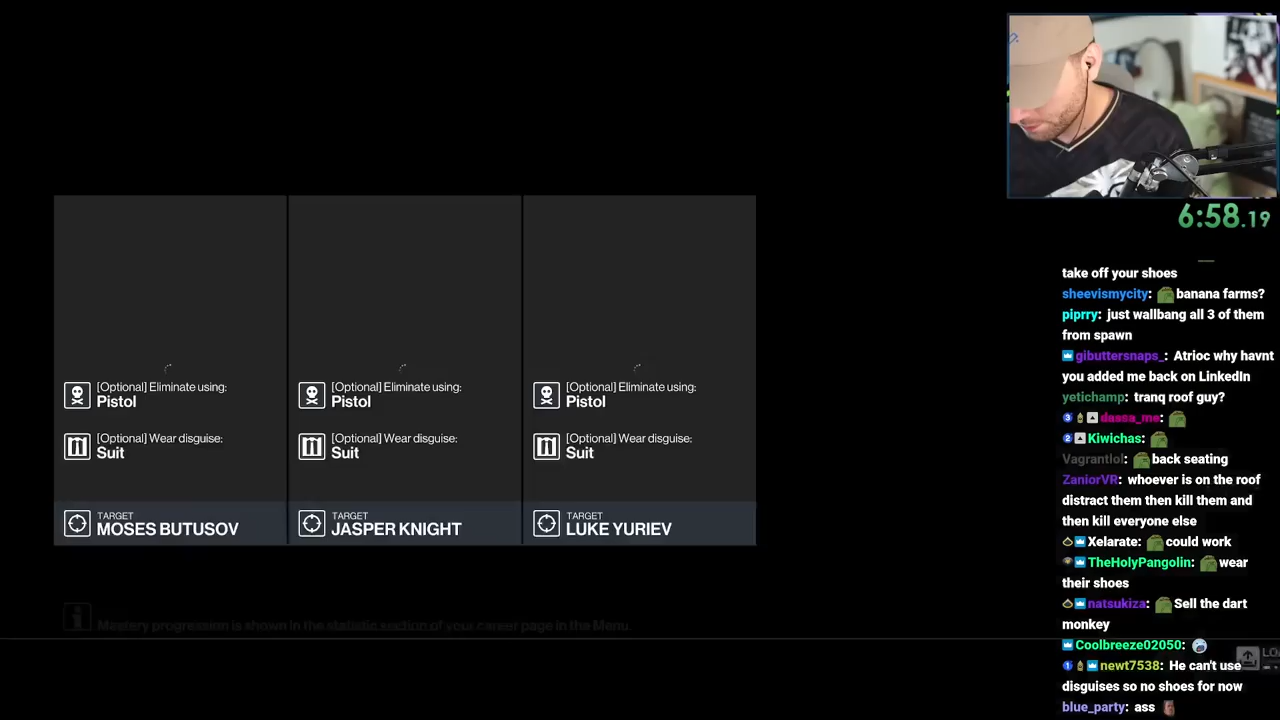 [Optional] Eliminate using:
Pistol
[Optional] Wear disguise:
Suit
TARGET
MOSES BUTUSOV
[Optional] Eliminate using:
Pistol
[Optional] Wear disguise:
Suit
TARGET
JASPER KNIGHT
[Optional] Eliminate using:
Pistol
[Optional] Wear disguise:
Suit
TARGET
LUKE YURIEV
Mastery progression is shown in the statistic section of your career page in the Menu.
6:58.19
take off your shoes
sheevismycity: banana farms?
piprry: just wallbang all 3 of them
from spawn
gibuttersnaps_: Atrioc why havnt
you added me back on LinkedIn
yetichamp: tranq roof guy?
dassa_me:
Kiwichas:
Vagrantlol: back seating
ZaniorVR: whoever is on the roof
distract them then kill them and
then kill everyone else
Xelarate: could work
TheHolyPangolin: wear
their shoes
natsukiza: Sell the dart
monkey
Coolbreeze02050:
newt7538: He can't use
disguises so no shoes for now
blue_party: ass